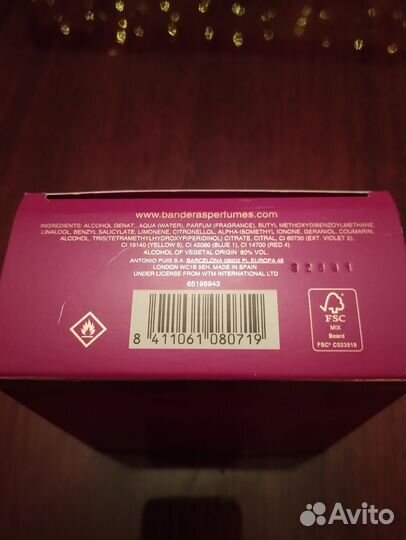 www.banderasperfumes.com
INGREDIENTS: ALCOHOL DENAT., AQUA (WATER), PARFUM (FRAGRANCE), BUTYL METHOXYDIBENZOYLMETHANE,
LINALOOL, BENZYL SALICYLATE, LIMONENE, CITRONELLOL, ALPHA-ISOMETHYL IONONE, GERANIOL, COUMARIN,
ALCOHOL, TRIS(TETRAMETHYLHYDROXYPIPERIDINOL) CITRATE, CITRAL, CI 60730 (EXT. VIOLET 2),
CI 19140 (YELLOW 5), CI 42090 (BLUE 1), CI 14700 (RED 4).
ALCOHOL OF VEGETAL ORIGIN 80% VOL.
ANTONIO PUIG S.A. BARCELONA 08902 PL. EUROPA 46
LONDON WC1B 5EH. MADE IN SPAIN
UNDER LICENSE FROM WTM INTERNATIONAL LTD
65196943
32891
8 411061 080719
FSC
MIX
Board
FSC® C023518
Avito